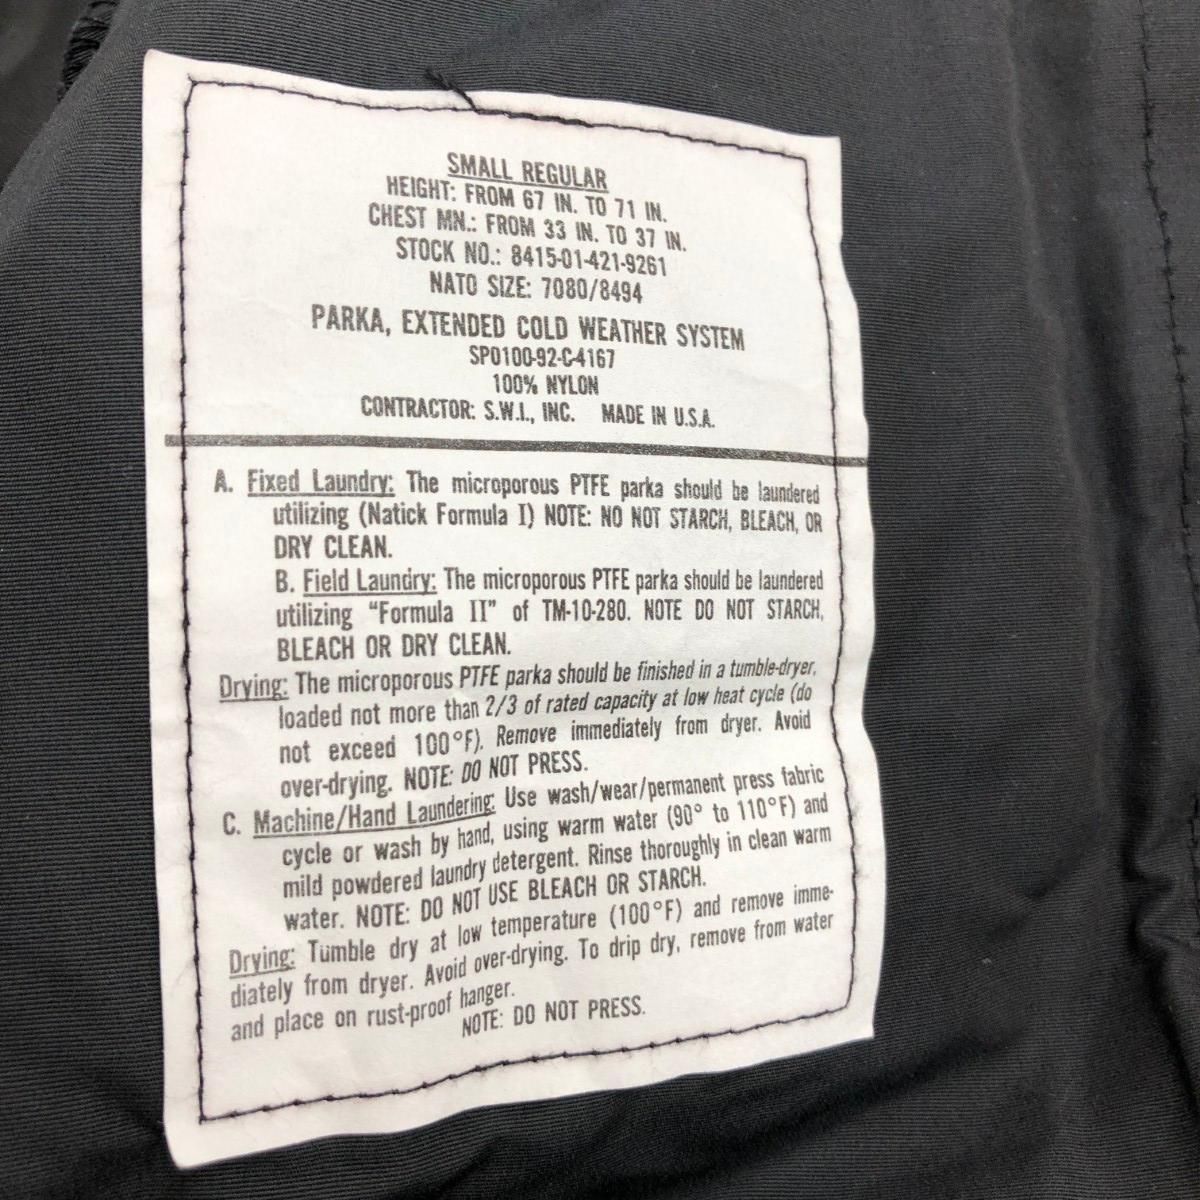 SMALL REGULAR
HEIGHT: FROM 67 IN. TO 71 IN.
CHEST MN.: FROM 33 IN. TO 37 IN.
STOCK NO.: 8415-01-421-9261
NATO SIZE: 7080/8494
PARKA, EXTENDED COLD WEATHER SYSTEM
SP0100-92-C-4167
100% NYLON
CONTRACTOR: S.W.I., INC. MADE IN U.S.A.
A. Fixed Laundry: The microporous PTFE parka should be laundered
utilizing (Natick Formula I) NOTE: NO NOT STARCH, BLEACH, OR
DRY CLEAN.
B. Field Laundry: The microporous PTFE parka should be laundered
utilizing "Formula II" of TM-10-280. NOTE DO NOT STARCH,
BLEACH OR DRY CLEAN.
Drying: The microporous PTFE parka should be finished in a tumble-dryer,
loaded not more than 2/3 of rated capacity at low heat cycle (do
not exceed 100°F). Remove immediately from dryer. Avoid
over-drying. NOTE: DO NOT PRESS.
C. Machine/Hand Laundering: Use wash/wear/permanent press fabric
cycle or wash by hand, using warm water (90° to 110°F) and
mild powdered laundry detergent. Rinse thoroughly in clean warm
water. NOTE: DO NOT USE BLEACH OR STARCH.
Drying: Tumble dry at low temperature (100°F) and remove imme-
diately from dryer. Avoid over-drying. To drip dry, remove from water
and place on rust-proof hanger.
NOTE: DO NOT PRESS.